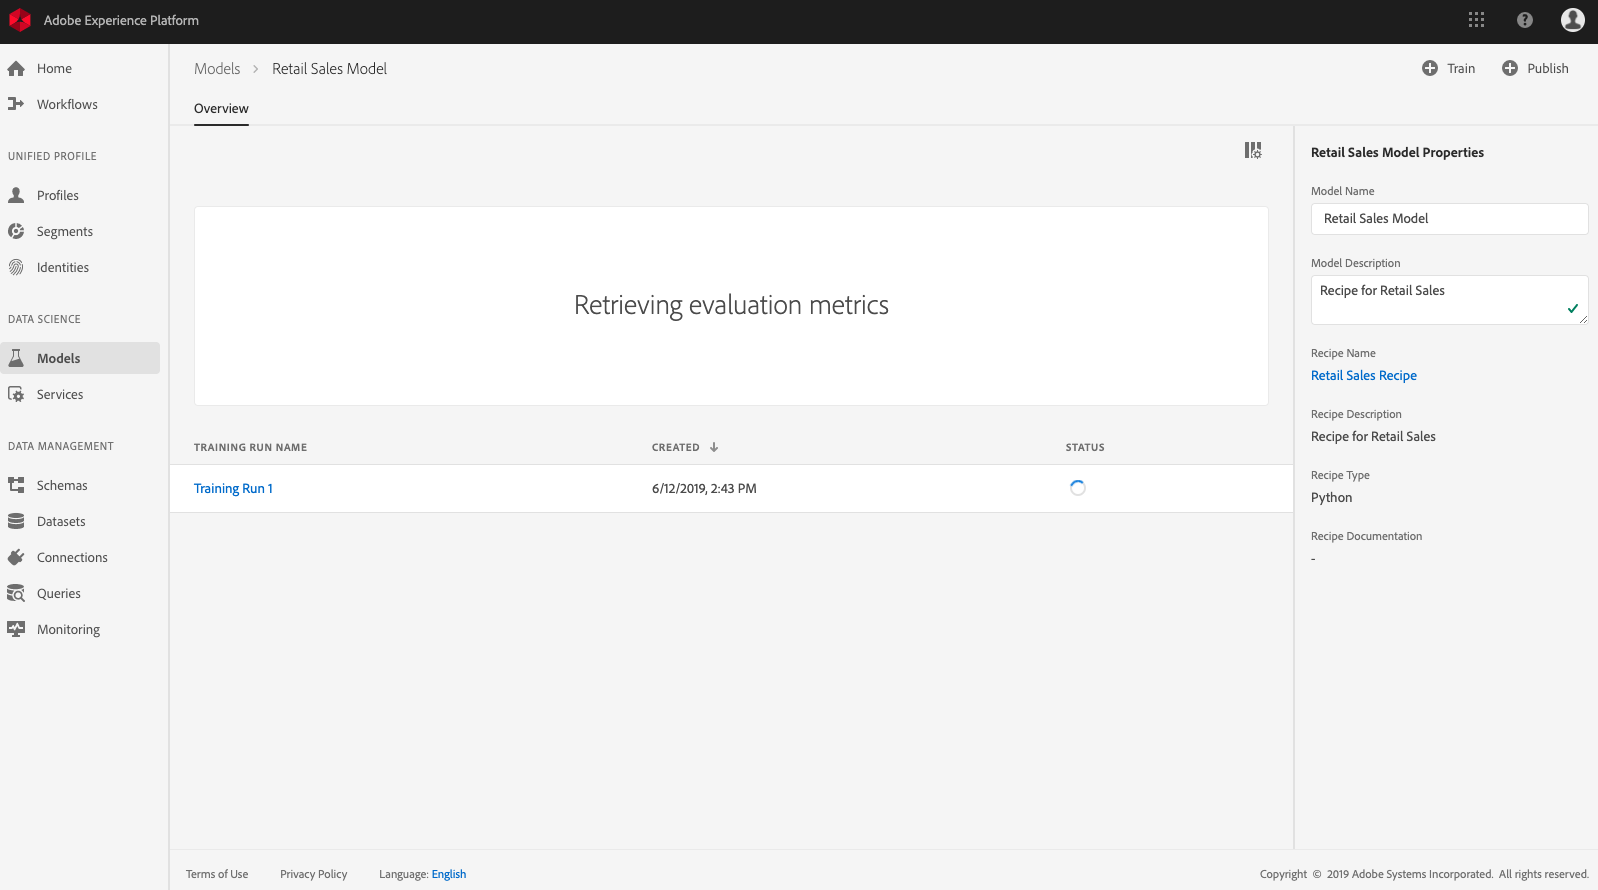 Adobe Experience Platform
Home
Workflows
UNIFIED PROFILE
Profiles
Segments
Identities
DATA SCIENCE
Models
Services
DATA MANAGEMENT
Schemas
Datasets
Connections
Queries
Monitoring
Models > Retail Sales Model
Train
Publish
Overview
Retrieving evaluation metrics
TRAINING RUN NAME CREATED ↓ STATUS
Training Run 1 6/12/2019, 2:43 PM
Retail Sales Model Properties
Model Name
Retail Sales Model
Model Description
Recipe for Retail Sales
Recipe Name
Retail Sales Recipe
Recipe Description
Recipe for Retail Sales
Recipe Type
Python
Recipe Documentation
-
Terms of Use Privacy Policy Language: English
Copyright © 2019 Adobe Systems Incorporated. All rights reserved.